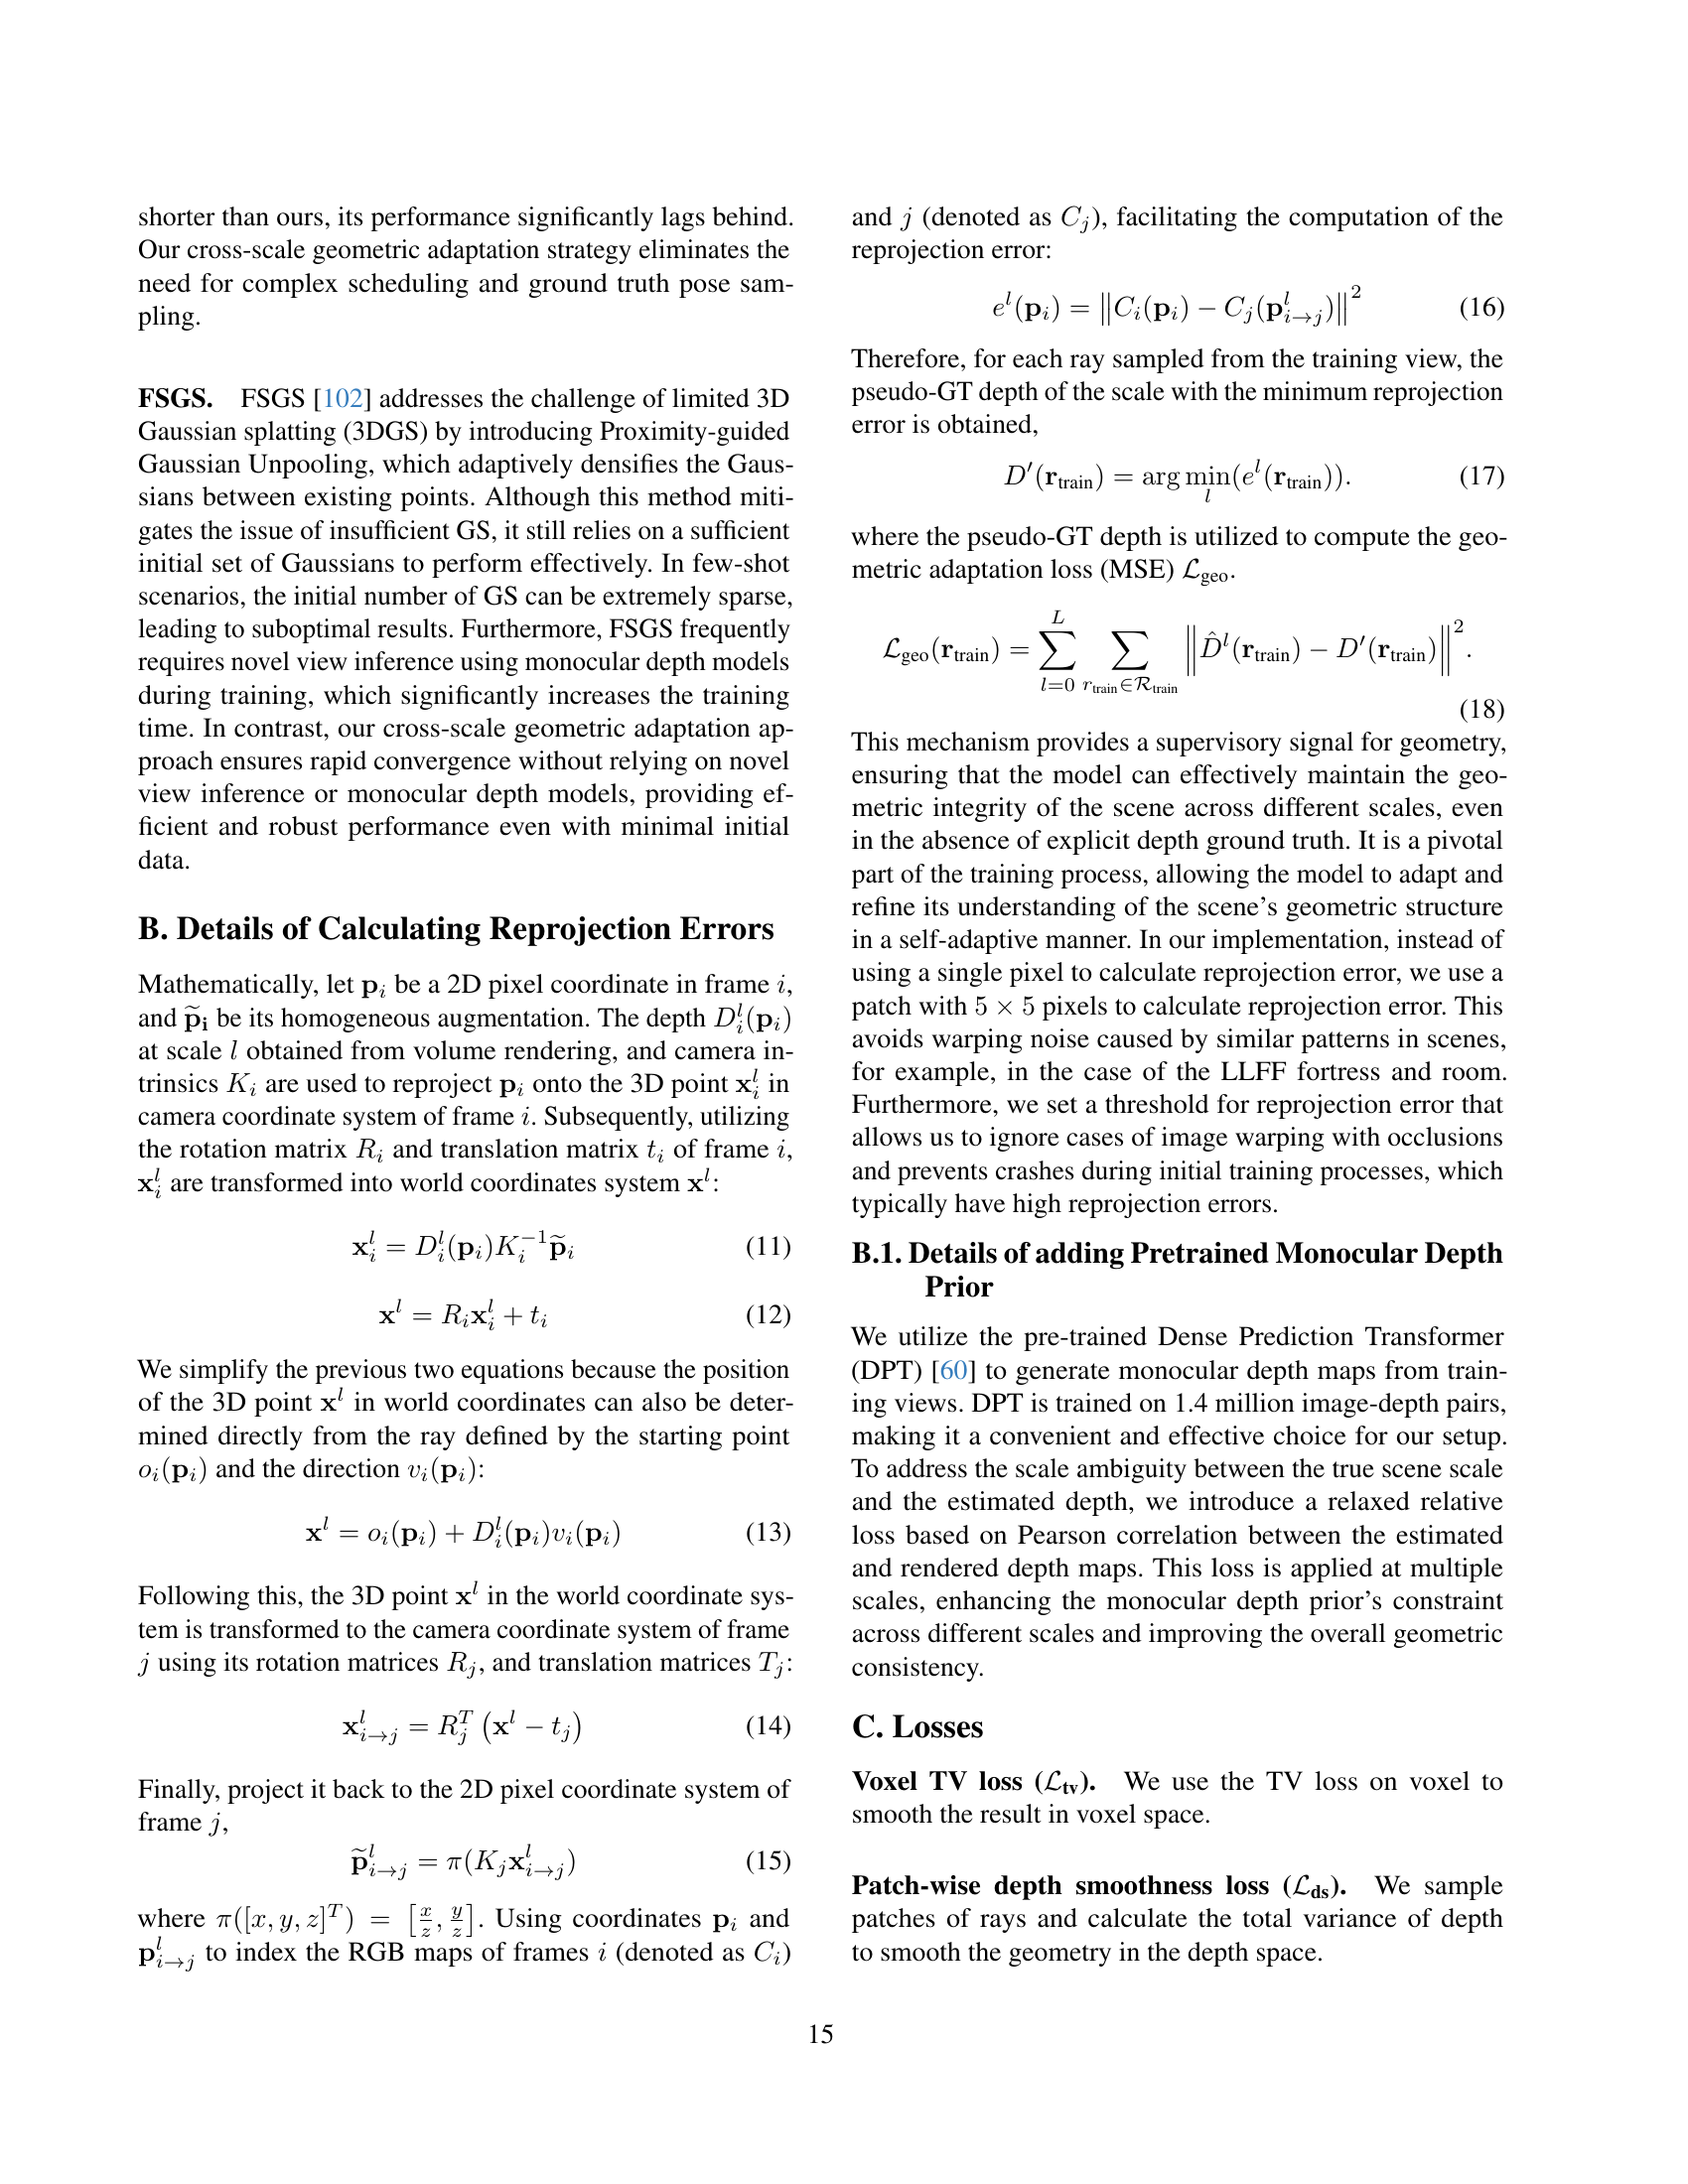 shorter than ours, its performance significantly lags behind.
Our cross-scale geometric adaptation strategy eliminates the
need for complex scheduling and ground truth pose sam-
pling.
FSGS. FSGS [102] addresses the challenge of limited 3D
Gaussian splatting (3DGS) by introducing Proximity-guided
Gaussian Unpooling, which adaptively densifies the Gaus-
sians between existing points. Although this method miti-
gates the issue of insufficient GS, it still relies on a sufficient
initial set of Gaussians to perform effectively. In few-shot
scenarios, the initial number of GS can be extremely sparse,
leading to suboptimal results. Furthermore, FSGS frequently
requires novel view inference using monocular depth models
during training, which significantly increases the training
time. In contrast, our cross-scale geometric adaptation ap-
proach ensures rapid convergence without relying on novel
view inference or monocular depth models, providing ef-
ficient and robust performance even with minimal initial
data.
B. Details of Calculating Reprojection Errors
Mathematically, let $\mathbf{p}_i$ be a 2D pixel coordinate in frame $i$,
and $\widetilde{\mathbf{p}}_{\mathbf{i}}$ be its homogeneous augmentation. The depth $D_i^l(\mathbf{p}_i)$
at scale $l$ obtained from volume rendering, and camera in-
trinsics $K_i$ are used to reproject $\mathbf{p}_i$ onto the 3D point $\mathbf{x}_i^l$ in
camera coordinate system of frame $i$. Subsequently, utilizing
the rotation matrix $R_i$ and translation matrix $t_i$ of frame $i$,
$\mathbf{x}_i^l$ are transformed into world coordinates system $\mathbf{x}^l$:
$\mathbf{x}_i^l = D_i^l(\mathbf{p}_i)K_i^{-1}\widetilde{\mathbf{p}}_i$ (11)
$\mathbf{x}^l = R_i\mathbf{x}_i^l + t_i$ (12)
We simplify the previous two equations because the position
of the 3D point $\mathbf{x}^l$ in world coordinates can also be deter-
mined directly from the ray defined by the starting point
$o_i(\mathbf{p}_i)$ and the direction $v_i(\mathbf{p}_i)$:
$\mathbf{x}^l = o_i(\mathbf{p}_i) + D_i^l(\mathbf{p}_i)v_i(\mathbf{p}_i)$ (13)
Following this, the 3D point $\mathbf{x}^l$ in the world coordinate sys-
tem is transformed to the camera coordinate system of frame
$j$ using its rotation matrices $R_j$, and translation matrices $T_j$:
$\mathbf{x}_{i \to j}^l = R_j^T \left(\mathbf{x}^l - t_j\right)$ (14)
Finally, project it back to the 2D pixel coordinate system of
frame $j$,
$\widetilde{\mathbf{p}}_{i \to j}^l = \pi(K_j\mathbf{x}_{i \to j}^l)$ (15)
where $\pi([x, y, z]^T) = \left[\frac{x}{z}, \frac{y}{z}\right]$. Using coordinates $\mathbf{p}_i$ and
$\mathbf{p}_{i \to j}^l$ to index the RGB maps of frames $i$ (denoted as $C_i$)
and $j$ (denoted as $C_j$), facilitating the computation of the
reprojection error:
$e^l(\mathbf{p}_i) = \left\| C_i(\mathbf{p}_i) - C_j(\mathbf{p}_{i \to j}^l) \right\|^2$ (16)
Therefore, for each ray sampled from the training view, the
pseudo-GT depth of the scale with the minimum reprojection
error is obtained,
$D'(\mathbf{r}_{\text{train}}) = \arg\min_l (e^l(\mathbf{r}_{\text{train}})).$ (17)
where the pseudo-GT depth is utilized to compute the geo-
metric adaptation loss (MSE) $\mathcal{L}_{\text{geo}}$.
$\mathcal{L}_{\text{geo}}(\mathbf{r}_{\text{train}}) = \sum_{l=0}^{L} \sum_{r_{\text{train}} \in \mathcal{R}_{\text{train}}} \left\| \hat{D}^l(\mathbf{r}_{\text{train}}) - D'(\mathbf{r}_{\text{train}}) \right\|^2.$
(18)
This mechanism provides a supervisory signal for geometry,
ensuring that the model can effectively maintain the geo-
metric integrity of the scene across different scales, even
in the absence of explicit depth ground truth. It is a pivotal
part of the training process, allowing the model to adapt and
refine its understanding of the scene's geometric structure
in a self-adaptive manner. In our implementation, instead of
using a single pixel to calculate reprojection error, we use a
patch with 5 × 5 pixels to calculate reprojection error. This
avoids warping noise caused by similar patterns in scenes,
for example, in the case of the LLFF fortress and room.
Furthermore, we set a threshold for reprojection error that
allows us to ignore cases of image warping with occlusions
and prevents crashes during initial training processes, which
typically have high reprojection errors.
B.1. Details of adding Pretrained Monocular Depth
Prior
We utilize the pre-trained Dense Prediction Transformer
(DPT) [60] to generate monocular depth maps from train-
ing views. DPT is trained on 1.4 million image-depth pairs,
making it a convenient and effective choice for our setup.
To address the scale ambiguity between the true scene scale
and the estimated depth, we introduce a relaxed relative
loss based on Pearson correlation between the estimated
and rendered depth maps. This loss is applied at multiple
scales, enhancing the monocular depth prior's constraint
across different scales and improving the overall geometric
consistency.
C. Losses
Voxel TV loss ($\mathcal{L}_{\text{tv}}$). We use the TV loss on voxel to
smooth the result in voxel space.
Patch-wise depth smoothness loss ($\mathcal{L}_{\text{ds}}$). We sample
patches of rays and calculate the total variance of depth
to smooth the geometry in the depth space.
15